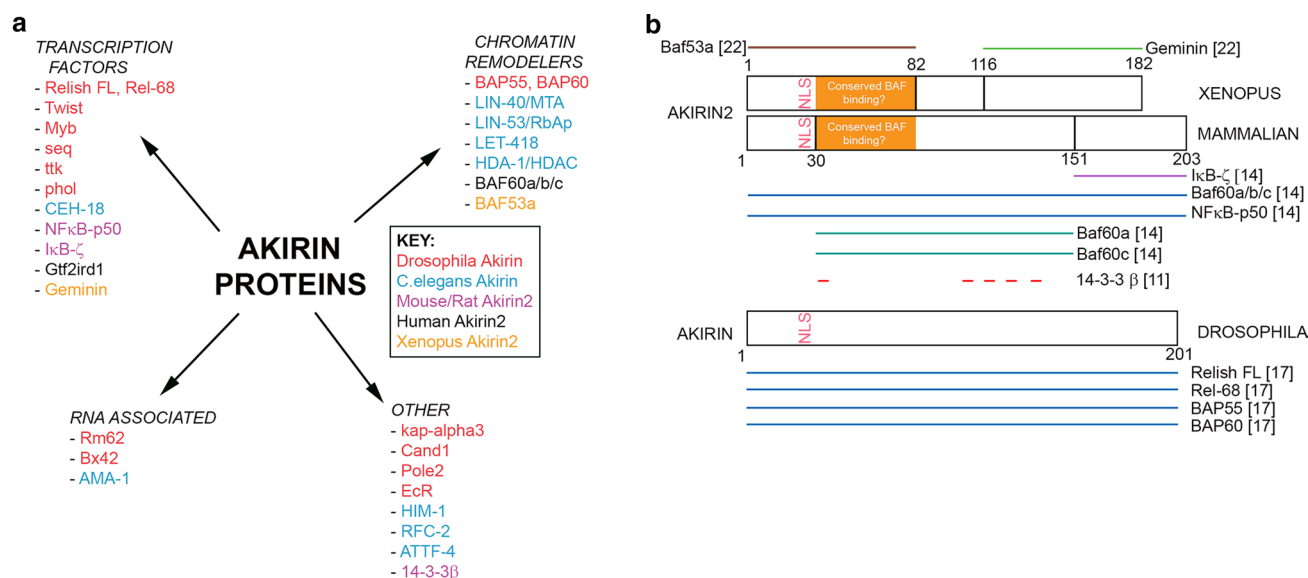 a
TRANSCRIPTION
FACTORS
- Relish FL, Rel-68
- Twist
- Myb
- seq
- ttk
- phol
- CEH-18
- NFκB-p50
- IκB-ζ
- Gtf2ird1
- Geminin
CHROMATIN
REMODELERS
- BAP55, BAP60
- LIN-40/MTA
- LIN-53/RbAp
- LET-418
- HDA-1/HDAC
- BAF60a/b/c
- BAF53a
AKIRIN
PROTEINS
KEY:
Drosophila Akirin
C.elegans Akirin
Mouse/Rat Akirin2
Human Akirin2
Xenopus Akirin2
RNA ASSOCIATED
- Rm62
- Bx42
- AMA-1
OTHER
- kap-alpha3
- Cand1
- Pole2
- EcR
- HIM-1
- RFC-2
- ATTF-4
- 14-3-3β
b
Baf53a [22]
Geminin [22]
1 82 116 182
NLS
Conserved BAF
binding?
XENOPUS
AKIRIN2
NLS
Conserved BAF
binding?
MAMMALIAN
1 30 151 203
IκB-ζ [14]
Baf60a/b/c [14]
NFκB-p50 [14]
Baf60a [14]
Baf60c [14]
14-3-3 β [11]
AKIRIN
NLS
DROSOPHILA
1 201
Relish FL [17]
Rel-68 [17]
BAP55 [17]
BAP60 [17]